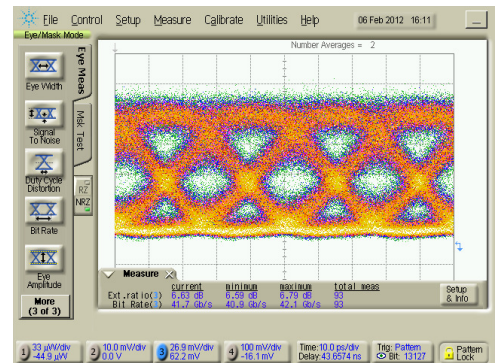 File Control Setup Measure Calibrate Utilities Help 06 Feb 2012 16:11
Eye/Mask Mode
Number Averages = 2
Eye Meas
Msk Test
Eye Width
Signal
To Noise
Duty Cycle
Distortion
RZ
NRZ
Bit Rate
Eye
Amplitude
More
(3 of 3)
Measure
current minimum maximum total meas
Ext.ratio(3) 6.63 dB 6.59 dB 6.79 dB 93
Bit Rate(3) 41.7 Gb/s 40.9 Gb/s 42.1 Gb/s 93
Setup
& Info
1) 33 µW/div
-44.9 µW
2) 10.0 mV/div
0.0 V
3) 26.9 mV/div
62.2 mV
4) 100 mV/div
-16.1 mV
Time:10.0 ps/div
Delay:43.6574 ns
Trig: Pattern
Bit: 13127
Pattern
Lock